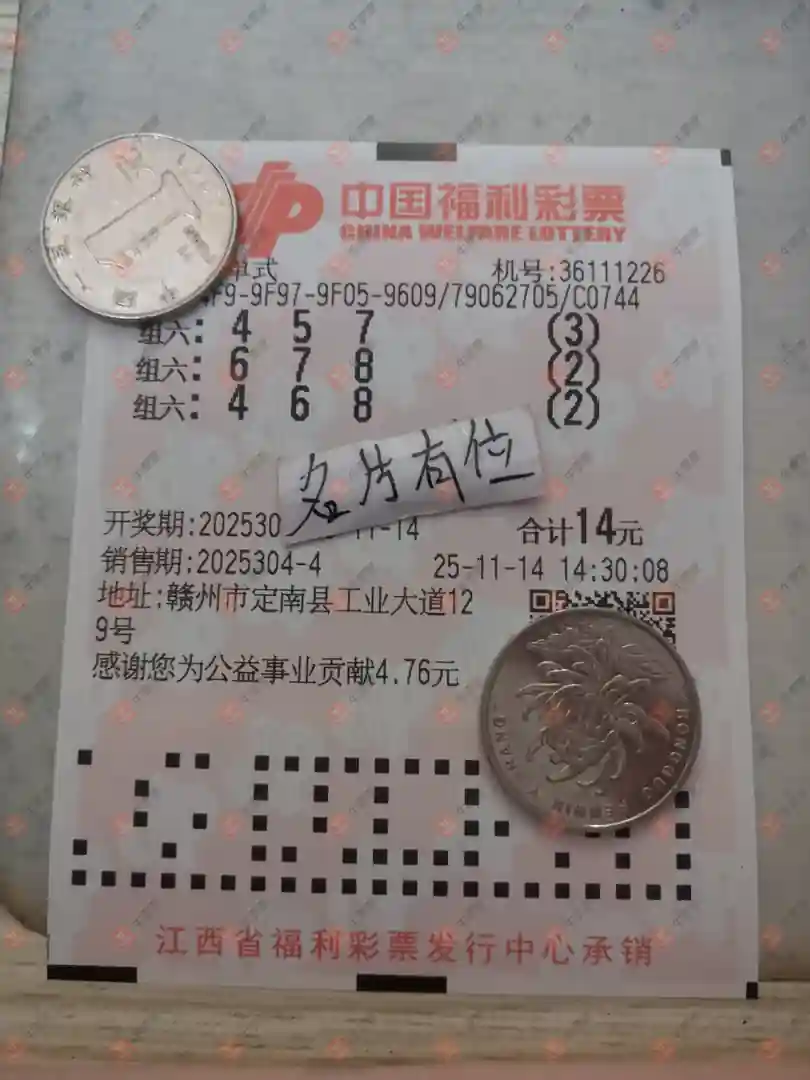 中国福利彩票
CHINA WELFARE LOTTERY
单式 机号:36111226
F9-9F97-9F05-9609/79062705/C0744
组六: 4 5 7 (3)
组六: 6 7 8 (2)
组六: 4 6 8 (2)
名片有位
开奖期:202530 11-14 合计14元
销售期:2025304-4 25-11-14 14:30:08
地址:赣州市定南县工业大道12
9号
感谢您为公益事业贡献4.76元
江西省福利彩票发行中心承销